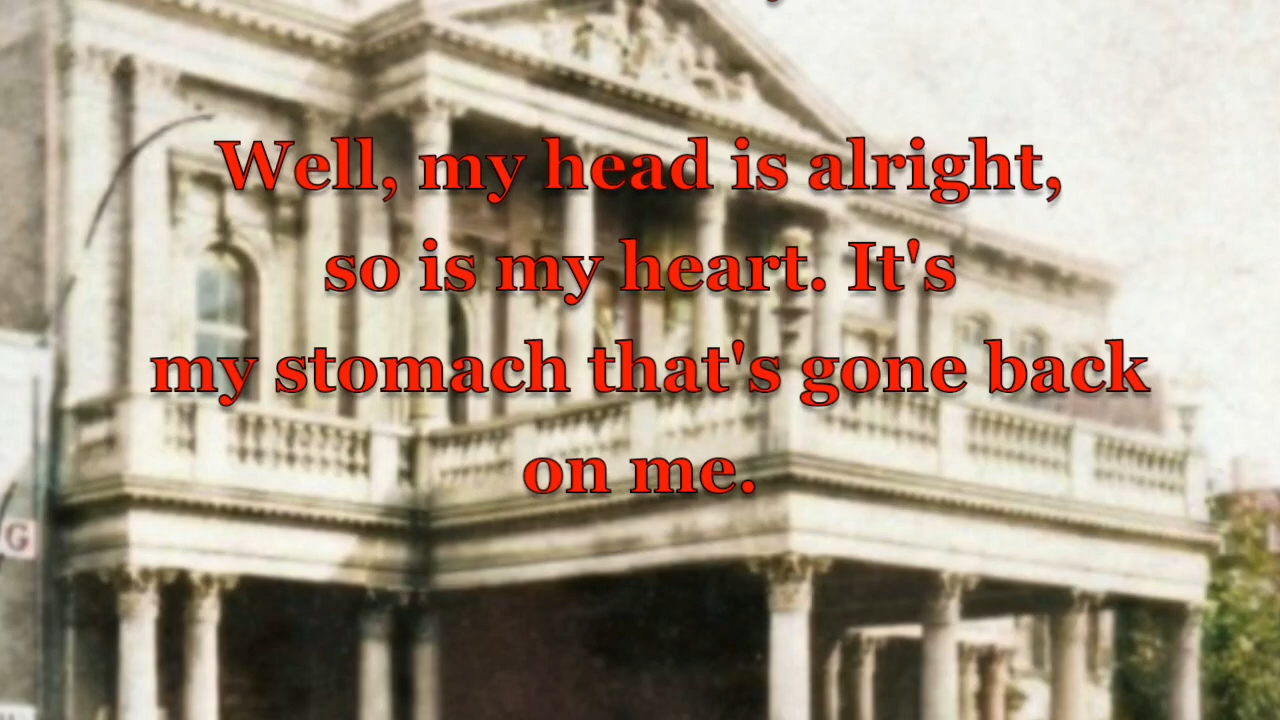 Well, my head is alright,
so is my heart. It's
my stomach that's gone back
on me.
G